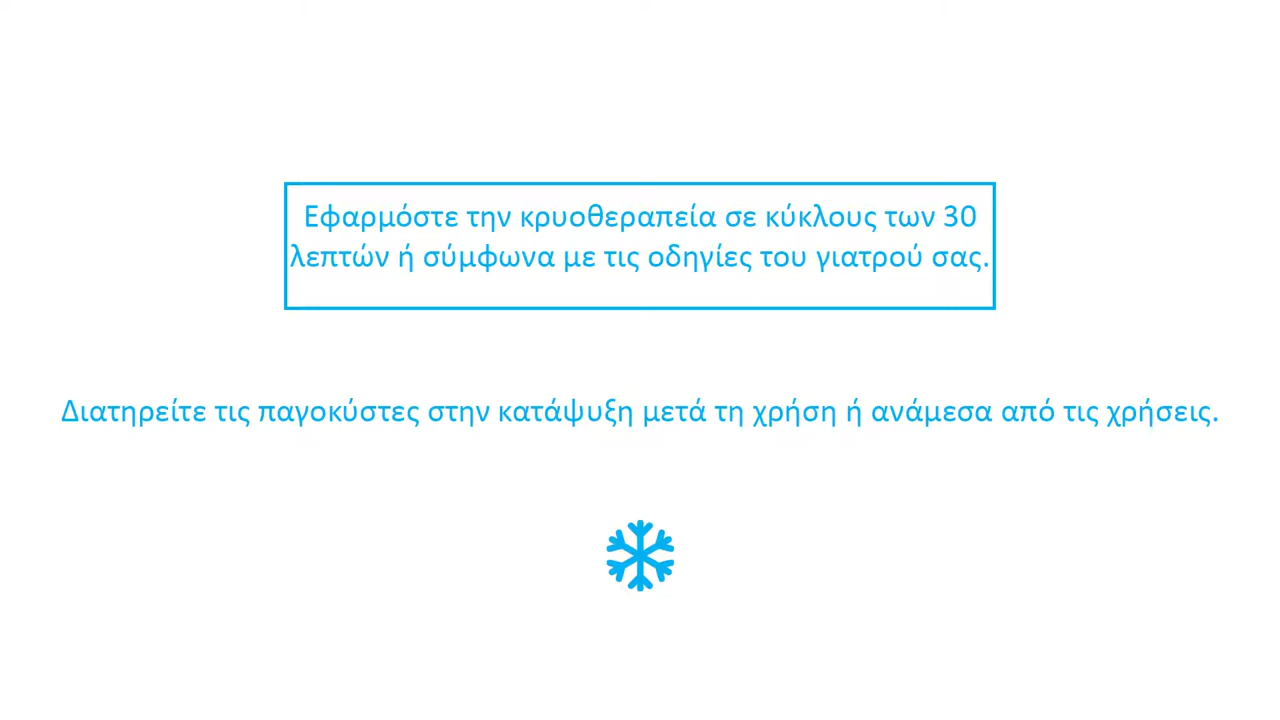 Εφαρμόστε την κρυοθεραπεία σε κύκλους των 30
λεπτών ή σύμφωνα με τις οδηγίες του γιατρού σας.
Διατηρείτε τις παγοκύστες στην κατάψυξη μετά τη χρήση ή ανάμεσα από τις χρήσεις.